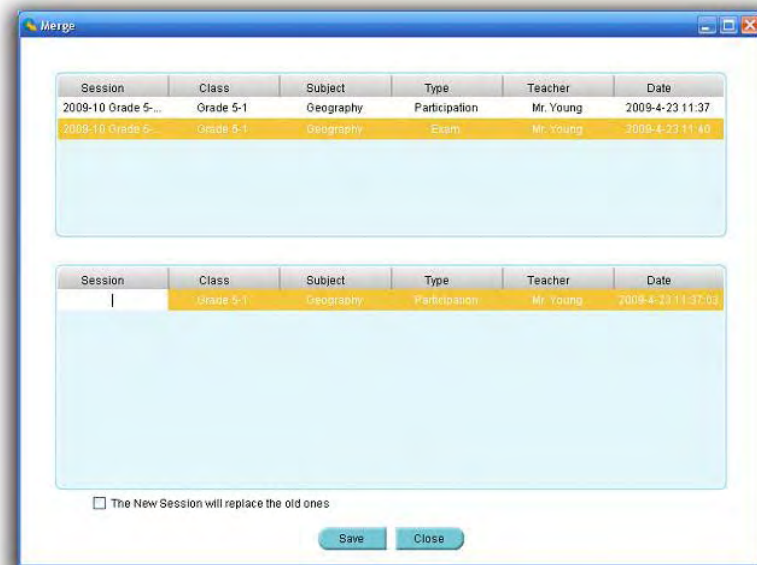 Merge
Session Class Subject Type Teacher Date
2009-10 Grade 5-... Grade 5-1 Geography Participation Mr. Young 2009-4-23 11:37
2009-10 Grade 5-... Grade 5-1 Geography Exam Mr. Young 2009-4-23 11:40
Session Class Subject Type Teacher Date
Grade 5-1 Geography Participation Mr. Young 2009-4-23 11:37:03
The New Session will replace the old ones
Save Close